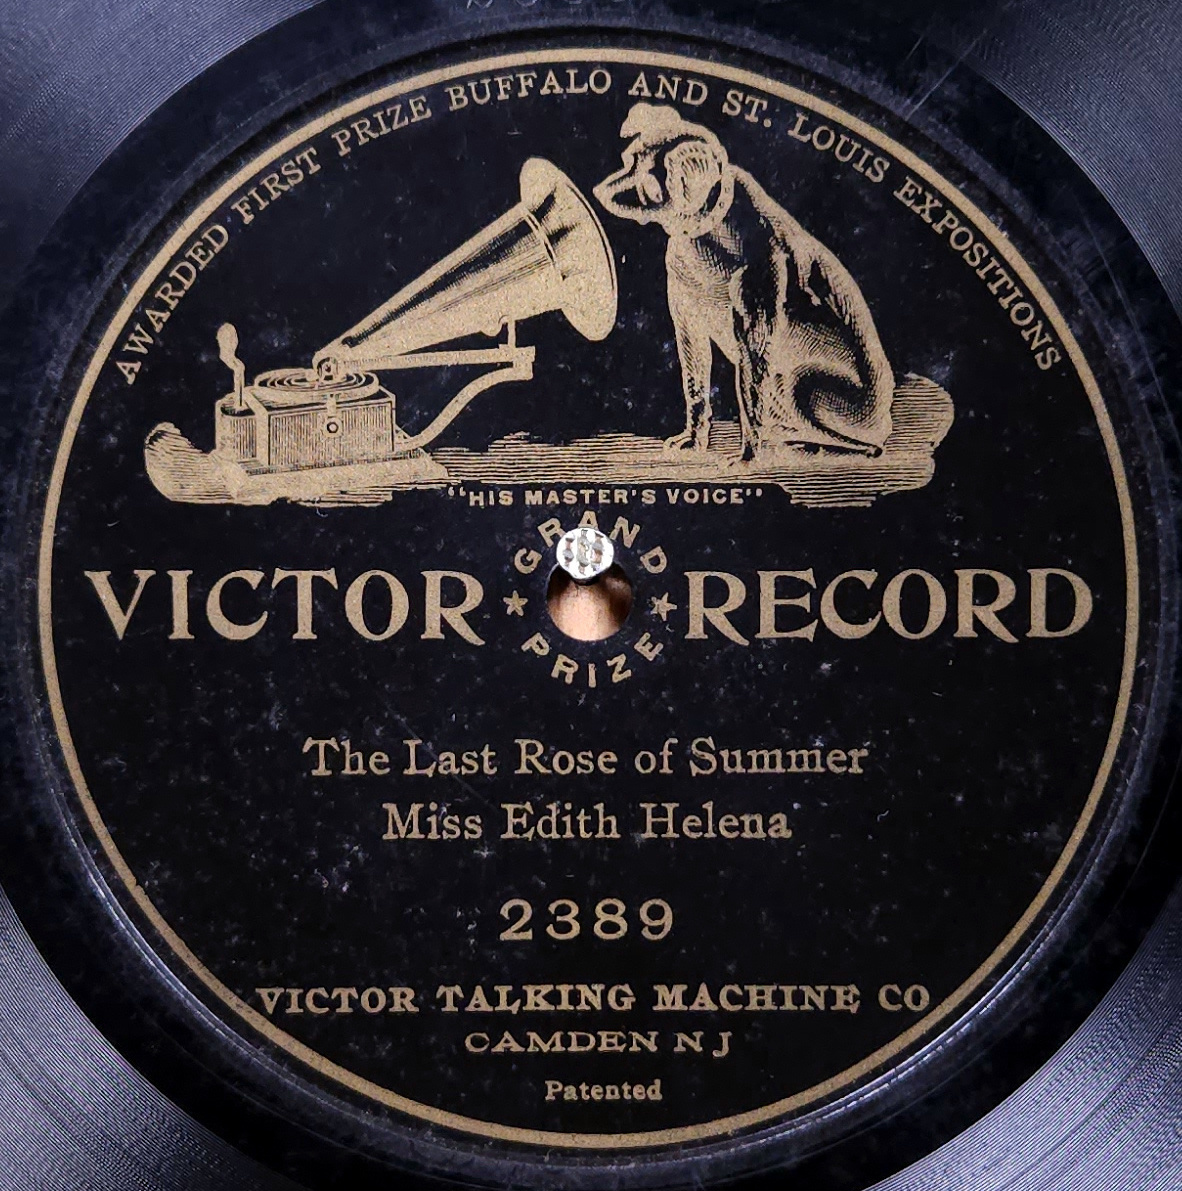 AWARDED FIRST PRIZE BUFFALO AND ST. LOUIS EXPOSITIONS
"HIS MASTER'S VOICE"
GRAND PRIZE
VICTOR RECORD
The Last Rose of Summer
Miss Edith Helena
2389
VICTOR TALKING MACHINE CO
CAMDEN N J
Patented